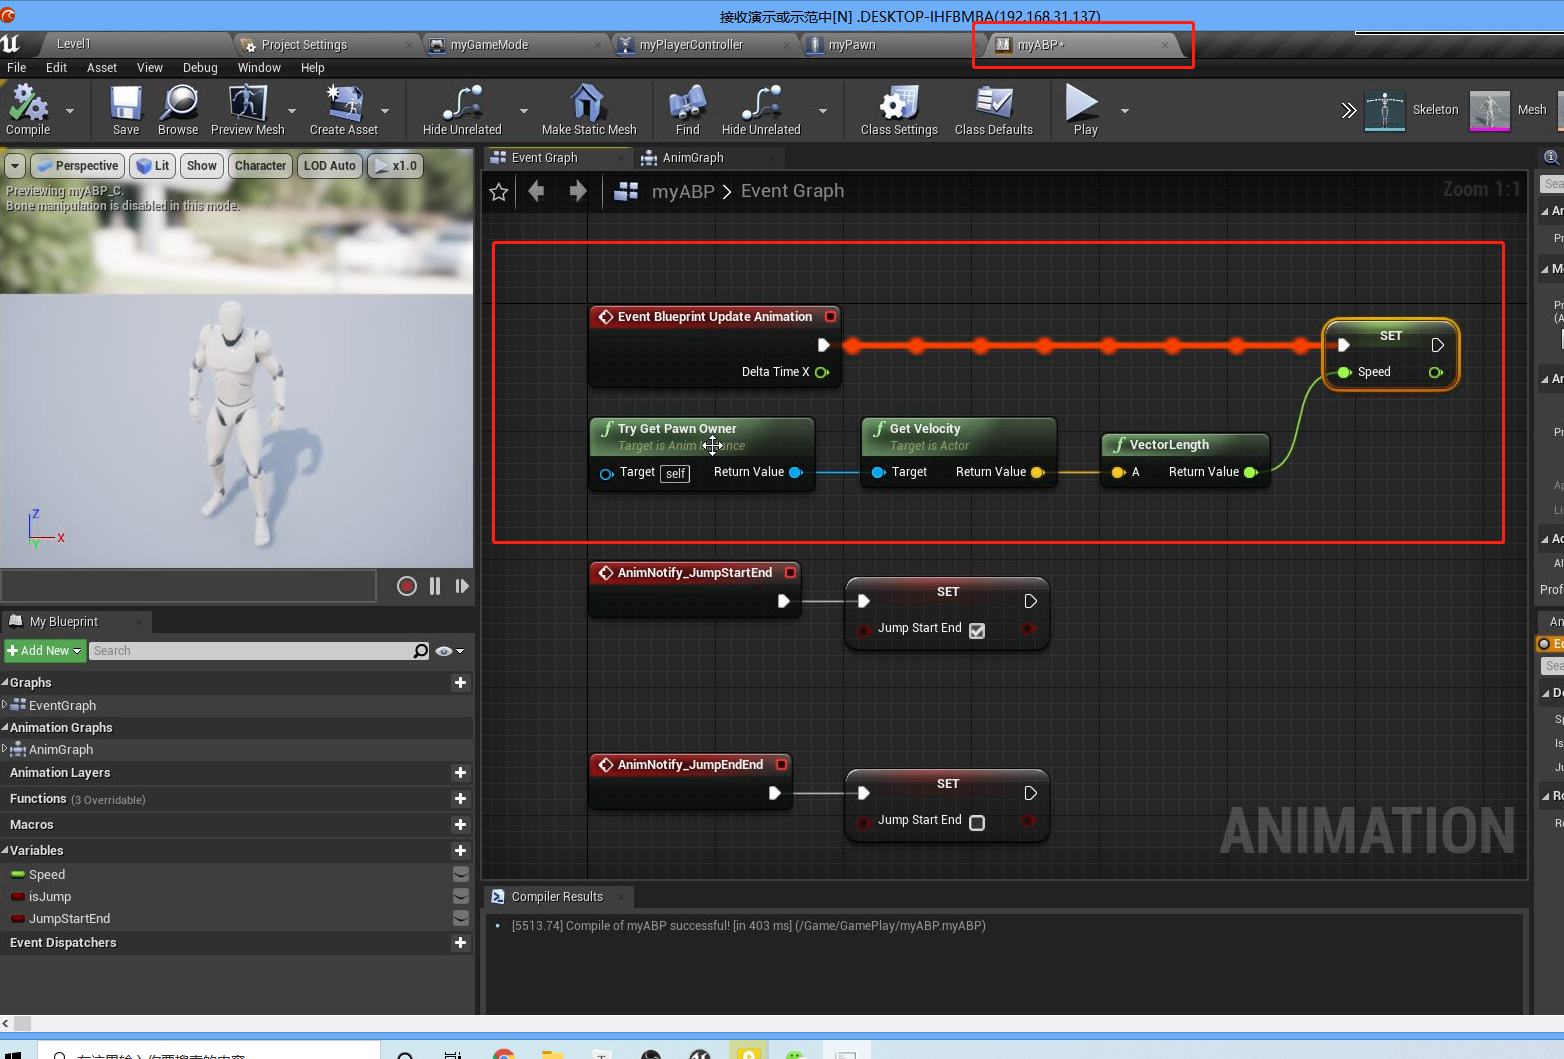 接收演示或示范中[N] .DESKTOP-IHFBMBA(192.168.31.137)
Level1
Project Settings
myGameMode
myPlayerController
myPawn
myABP*
File Edit Asset View Debug Window Help
Compile
Save
Browse
Preview Mesh
Create Asset
Hide Unrelated
Make Static Mesh
Find
Hide Unrelated
Class Settings
Class Defaults
Play
Skeleton
Mesh
Perspective
Lit
Show
Character
LOD Auto
x1.0
Previewing myABP_C.
Bone manipulation is disabled in this mode.
Z
X
Y
Event Graph
AnimGraph
myABP > Event Graph
Zoom 1:1
Event Blueprint Update Animation
Delta Time X
SET
Speed
Try Get Pawn Owner
Target is Anim
Target self Return Value
Get Velocity
Target is Actor
Target Return Value
VectorLength
A Return Value
AnimNotify_JumpStartEnd
SET
Jump Start End
AnimNotify_JumpEndEnd
SET
Jump Start End
ANIMATION
My Blueprint
Add New
Search
Graphs
EventGraph
Animation Graphs
AnimGraph
Animation Layers
Functions (3 Overridable)
Macros
Variables
Speed
isJump
JumpStartEnd
Event Dispatchers
Compiler Results
[5513.74] Compile of myABP successful! [in 403 ms] (/Game/GamePlay/myABP.myABP)